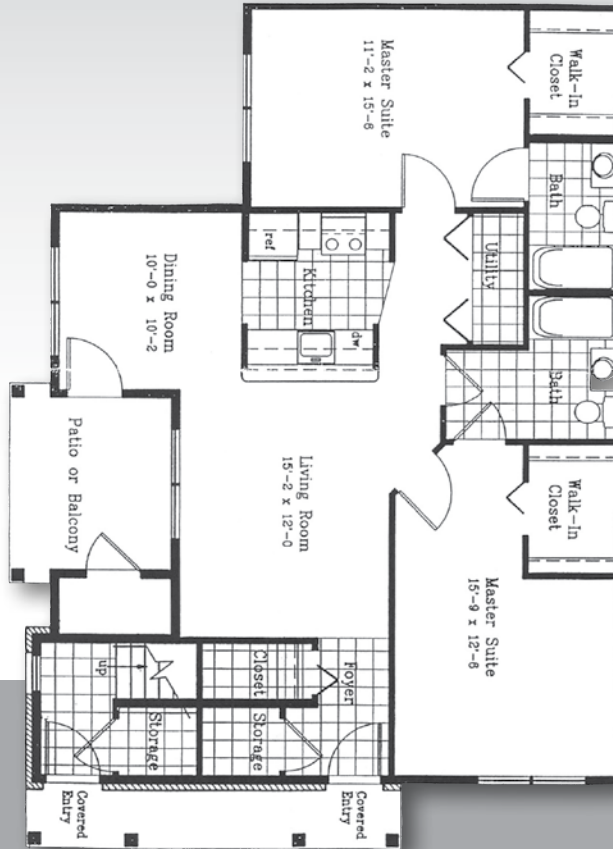 Master Suite
11'-2 x 15'-6
Walk-In
Closet
Bath
Utility
ref
Kitchen
dw
Dining Room
10'-0 x 10'-2
Bath
Patio or Balcony
Living Room
15'-2 x 12'-0
Walk-In
Closet
Master Suite
15'-9 x 12'-6
up
Closet
Foyer
Storage
Storage
Covered
Entry
Covered
Entry